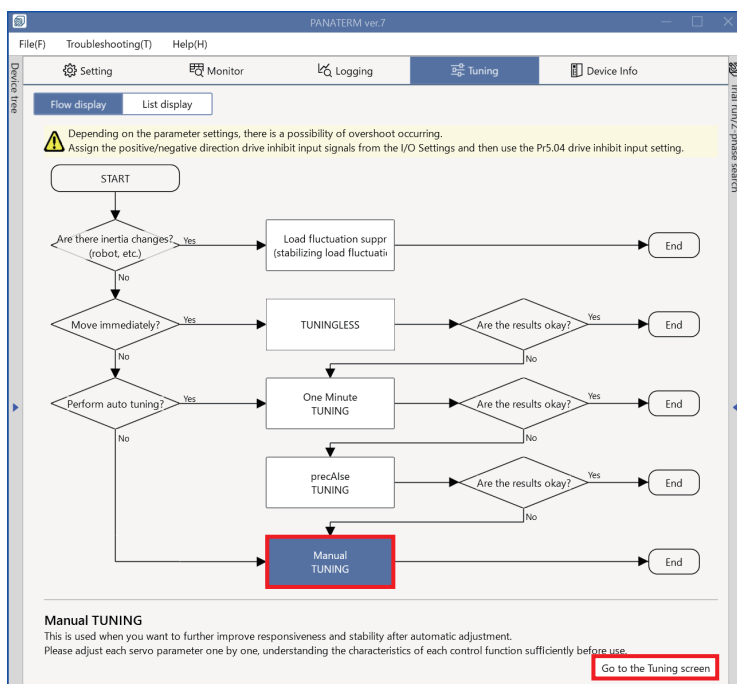 PANATERM ver.7
File(F) Troubleshooting(T) Help(H)
Device tree
Setting Monitor Logging Tuning Device Info
Trial run/Z-phase search
Flow display List display
Depending on the parameter settings, there is a possibility of overshoot occurring.
Assign the positive/negative direction drive inhibit input signals from the I/O Settings and then use the Pr5.04 drive inhibit input setting.
START
Are there inertia changes?
(robot, etc.)
Yes
Load fluctuation suppr
(stabilizing load fluctuati
End
No
Move immediately?
Yes
TUNINGLESS
Are the results okay?
Yes
End
No
No
Perform auto tuning?
Yes
One Minute
TUNING
Are the results okay?
Yes
End
No
No
precAIse
TUNING
Are the results okay?
Yes
End
No
Manual
TUNING
End
Manual TUNING
This is used when you want to further improve responsiveness and stability after automatic adjustment.
Please adjust each servo parameter one by one, understanding the characteristics of each control function sufficiently before use.
Go to the Tuning screen